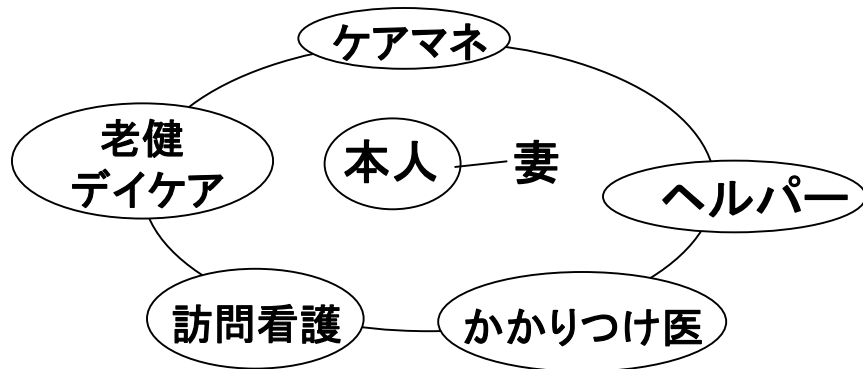 ケアマネ
老健
デイケア
本人
妻
ヘルパー
訪問看護
かかりつけ医